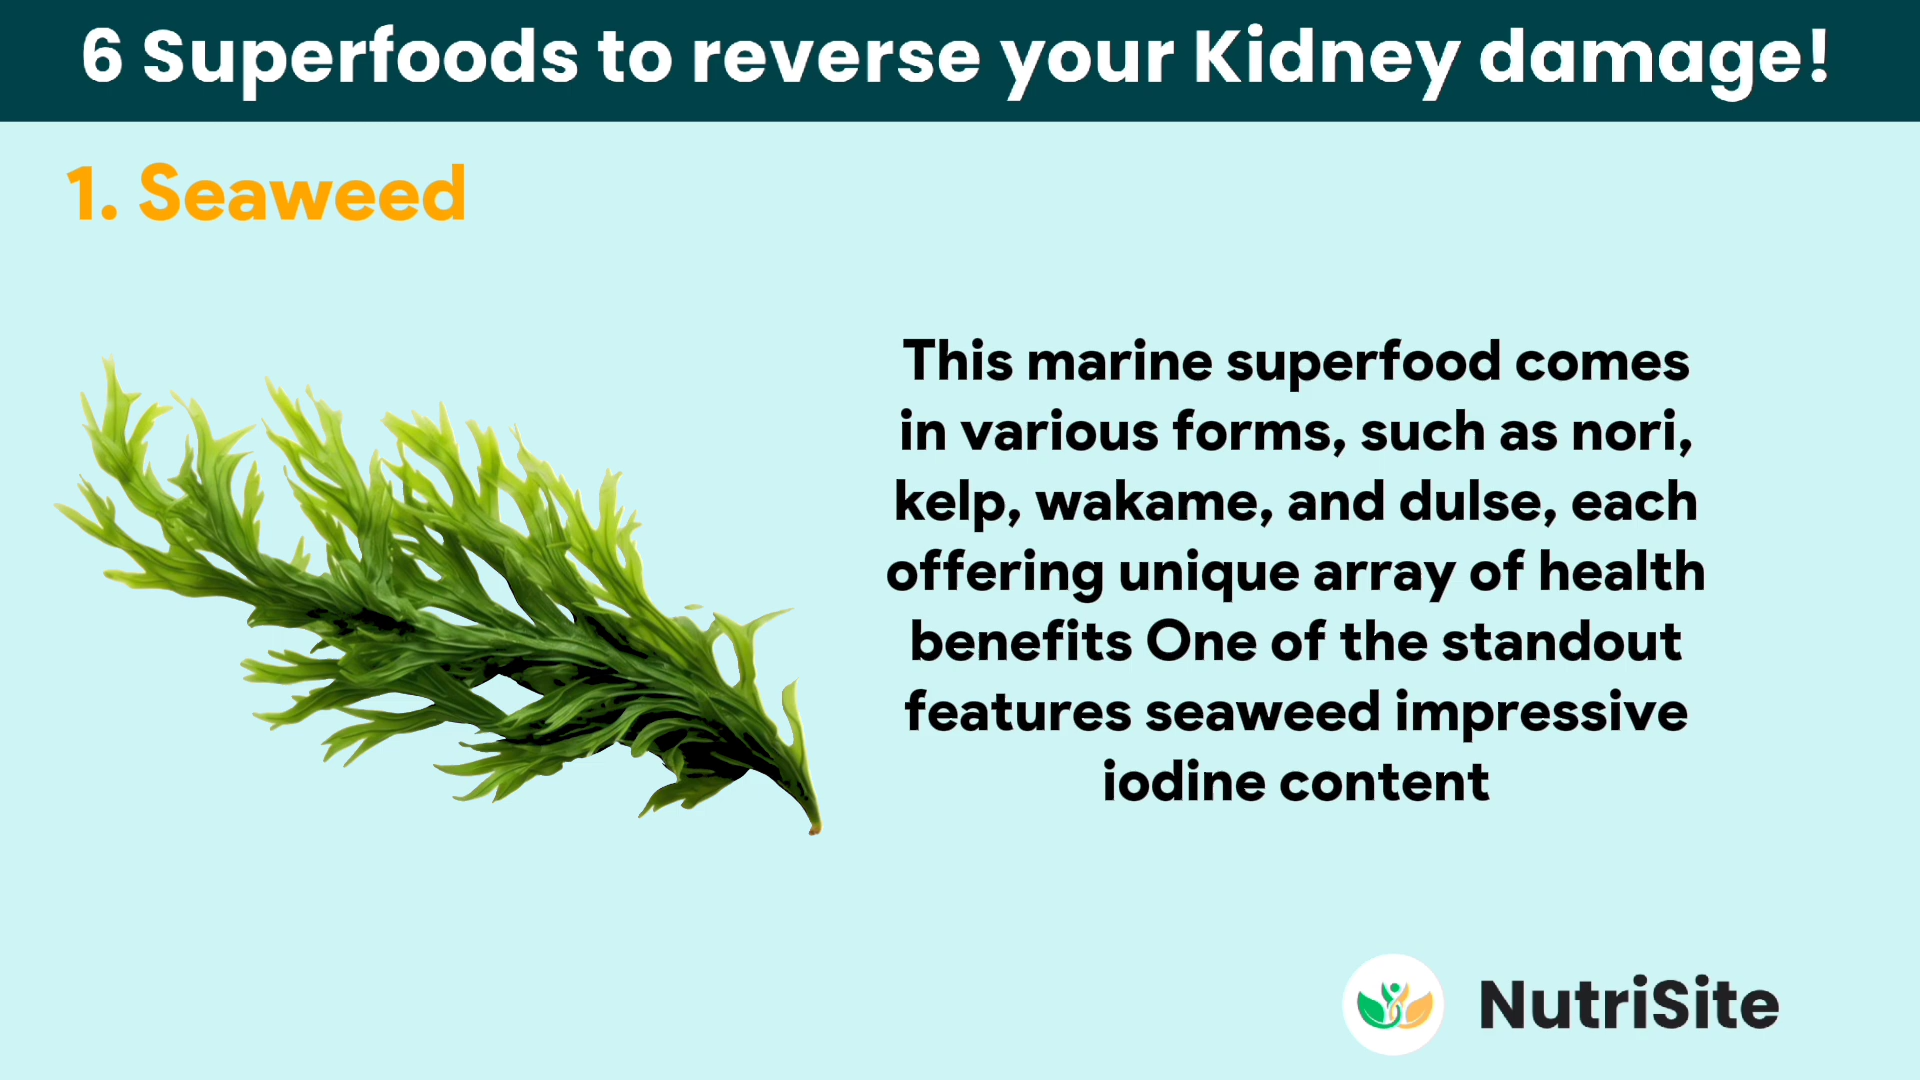 6 Superfoods to reverse your Kidney damage!
1. Seaweed
This marine superfood comes
in various forms, such as nori,
kelp, wakame, and dulse, each
offering unique array of health
benefits One of the standout
features seaweed impressive
iodine content
NutriSite